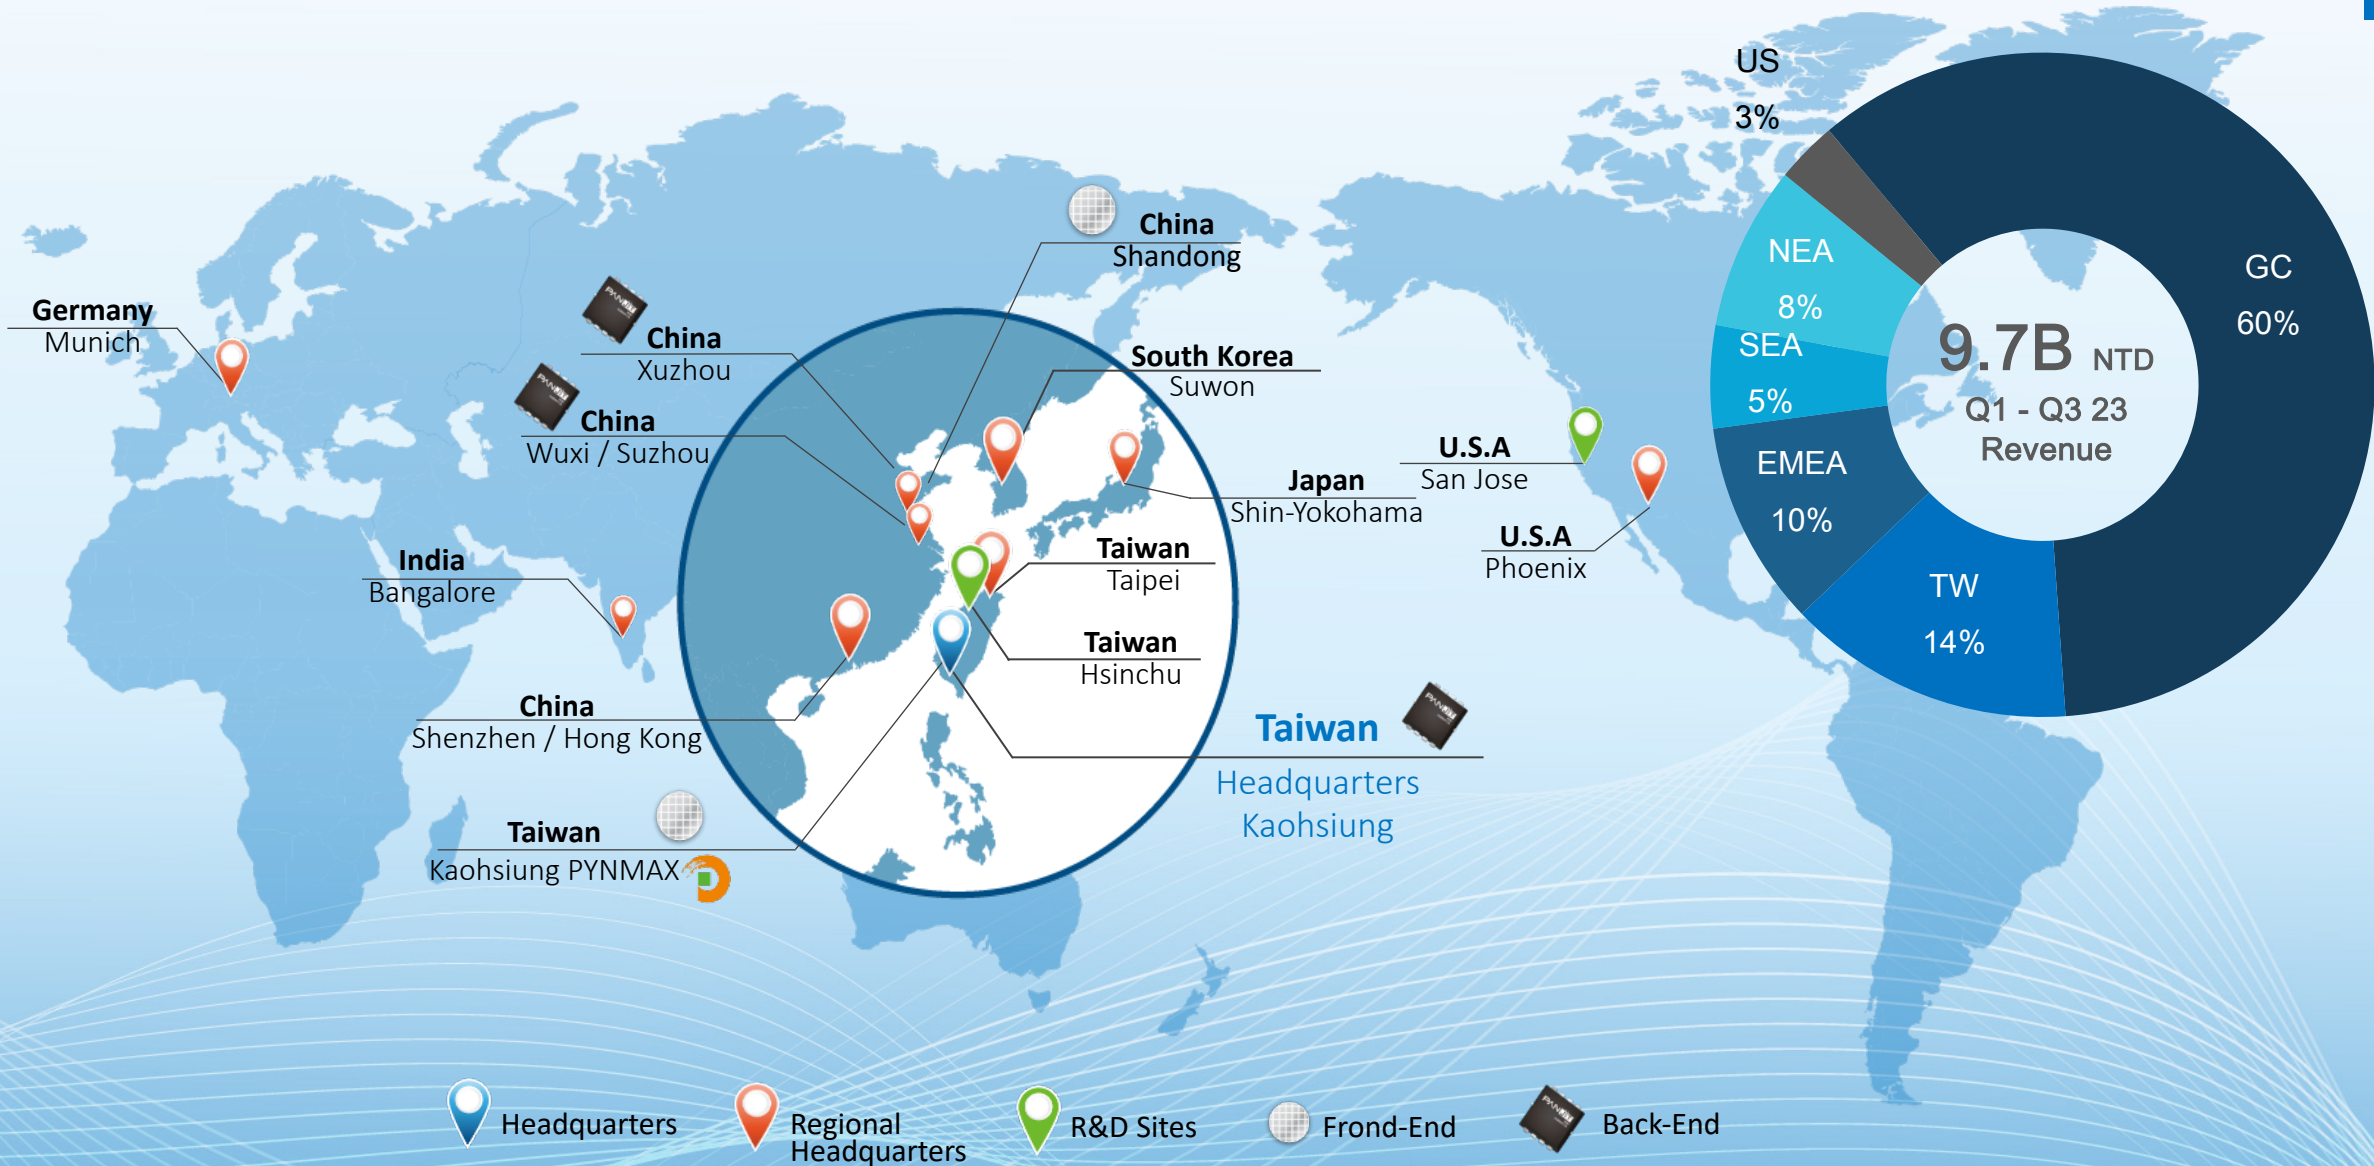 US
3%
GC
60%
NEA
8%
SEA
5%
EMEA
10%
TW
14%
9.7B NTD
Q1 - Q3 23
Revenue
China
Shandong
Germany
Munich
China
Xuzhou
South Korea
Suwon
China
Wuxi / Suzhou
U.S.A
San Jose
Japan
Shin-Yokohama
U.S.A
Phoenix
India
Bangalore
Taiwan
Taipei
Taiwan
Hsinchu
China
Shenzhen / Hong Kong
Taiwan
Headquarters
Kaohsiung
Taiwan
Kaohsiung PYNMAX
Headquarters
Regional
Headquarters
R&D Sites
Frond-End
Back-End